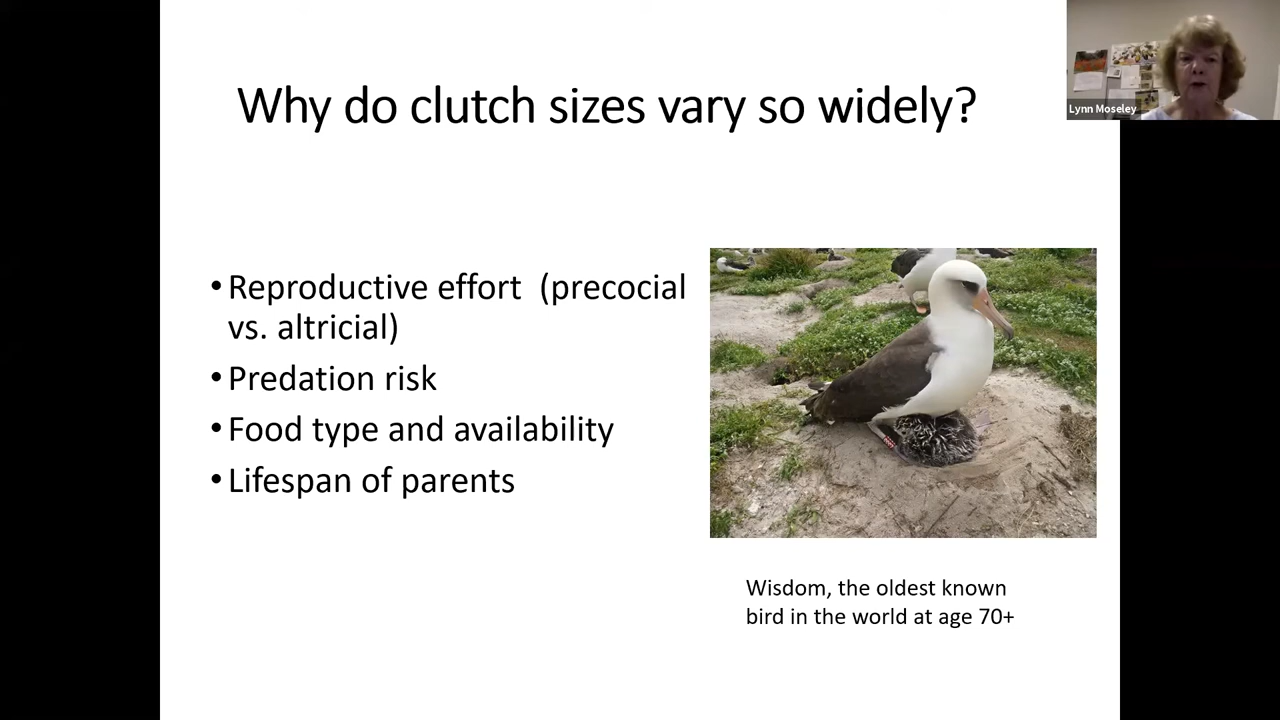 Why do clutch sizes vary so widely?
Lynn Moseley
• Reproductive effort (precocial
vs. altricial)
• Predation risk
• Food type and availability
• Lifespan of parents
Wisdom, the oldest known
bird in the world at age 70+